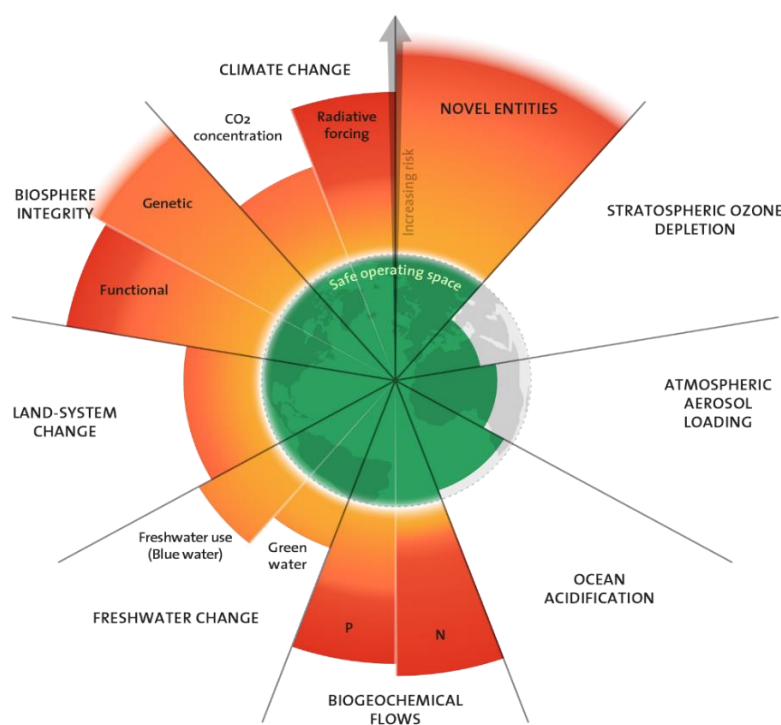 CLIMATE CHANGE
CO2
concentration
Radiative
forcing
Increasing risk
NOVEL ENTITIES
BIOSPHERE
INTEGRITY
Genetic
Functional
STRATOSPHERIC OZONE
DEPLETION
Safe operating space
LAND-SYSTEM
CHANGE
ATMOSPHERIC
AEROSOL
LOADING
Freshwater use
(Blue water)
Green
water
FRESHWATER CHANGE
OCEAN
ACIDIFICATION
P
N
BIOGEOCHEMICAL
FLOWS